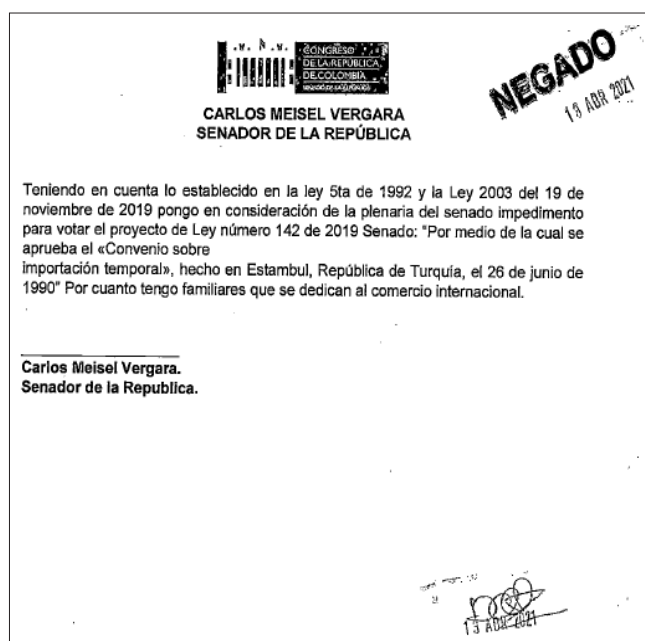 CONGRESO
DE LA REPÚBLICA
DE COLOMBIA
NEGADO
13 ABR 2021
CARLOS MEISEL VERGARA
SENADOR DE LA REPÚBLICA
Teniendo en cuenta lo establecido en la ley 5ta de 1992 y la Ley 2003 del 19 de
noviembre de 2019 pongo en consideración de la plenaria del senado impedimento
para votar el proyecto de Ley número 142 de 2019 Senado: "Por medio de la cual se
aprueba el «Convenio sobre
importación temporal», hecho en Estambul, República de Turquía, el 26 de junio de
1990" Por cuanto tengo familiares que se dedican al comercio internacional.
Carlos Meisel Vergara.
Senador de la Republica.
13 ABR 2021